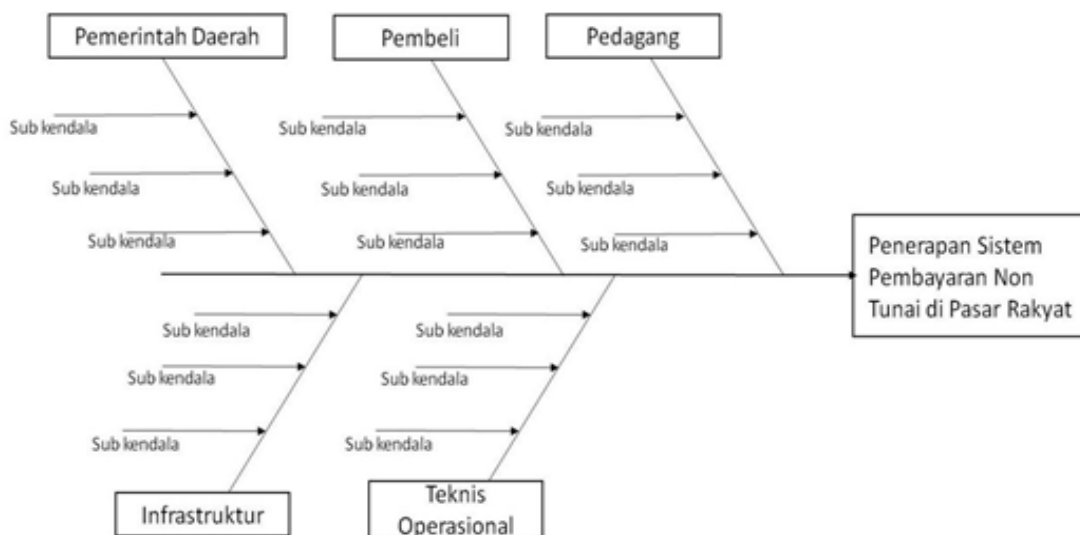 Pemerintah Daerah
Pembeli
Pedagang
Sub kendala
Sub kendala
Sub kendala
Sub kendala
Sub kendala
Sub kendala
Sub kendala
Sub kendala
Sub kendala
Penerapan Sistem
Pembayaran Non
Tunai di Pasar Rakyat
Sub kendala
Sub kendala
Sub kendala
Sub kendala
Sub kendala
Sub kendala
Infrastruktur
Teknis
Operasional